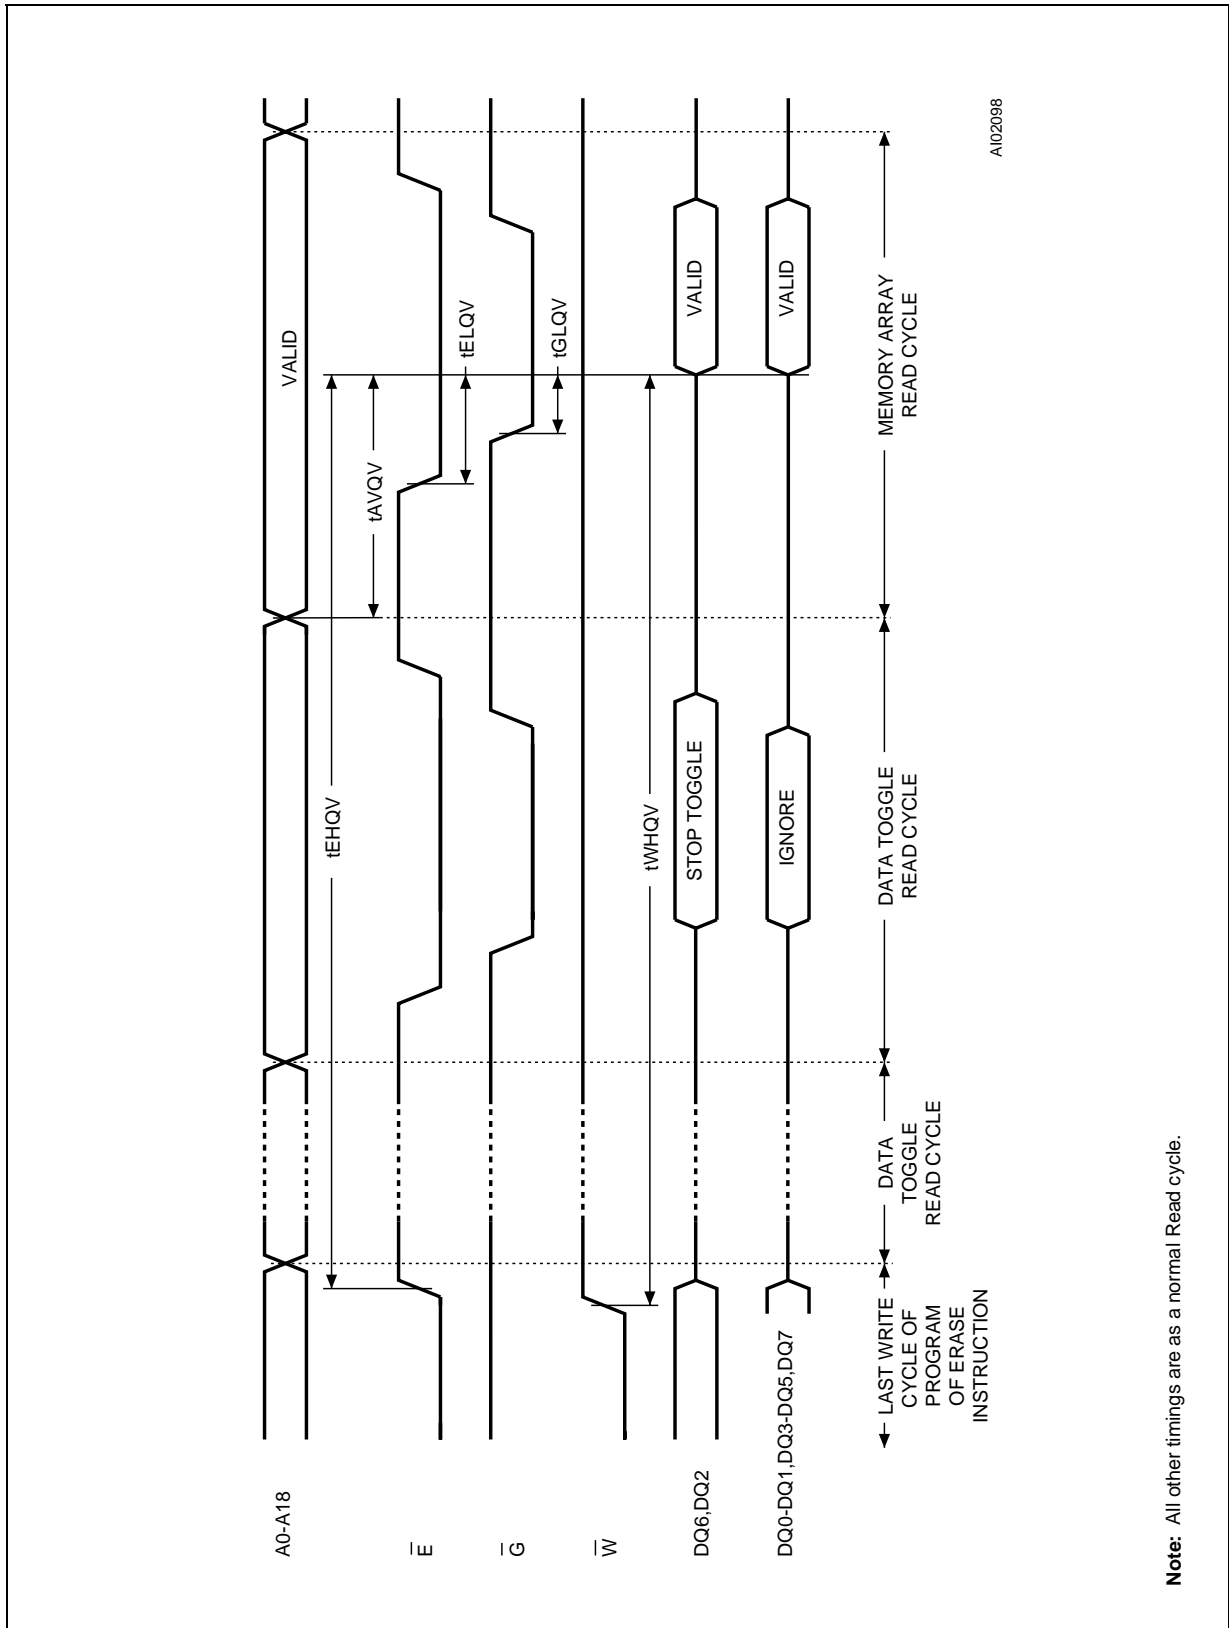 A0-A18
VALID
tEHQV
tAVQV
E
tELQV
G
tGLQV
W
tWHQV
DQ6,DQ2
STOP TOGGLE
VALID
DQ0-DQ1,DQ3-DQ5,DQ7
IGNORE
VALID
LAST WRITE
CYCLE OF
PROGRAM
OF ERASE
INSTRUCTION
DATA
TOGGLE
READ CYCLE
DATA TOGGLE
READ CYCLE
MEMORY ARRAY
READ CYCLE
AI02098
Note: All other timings are as a normal Read cycle.